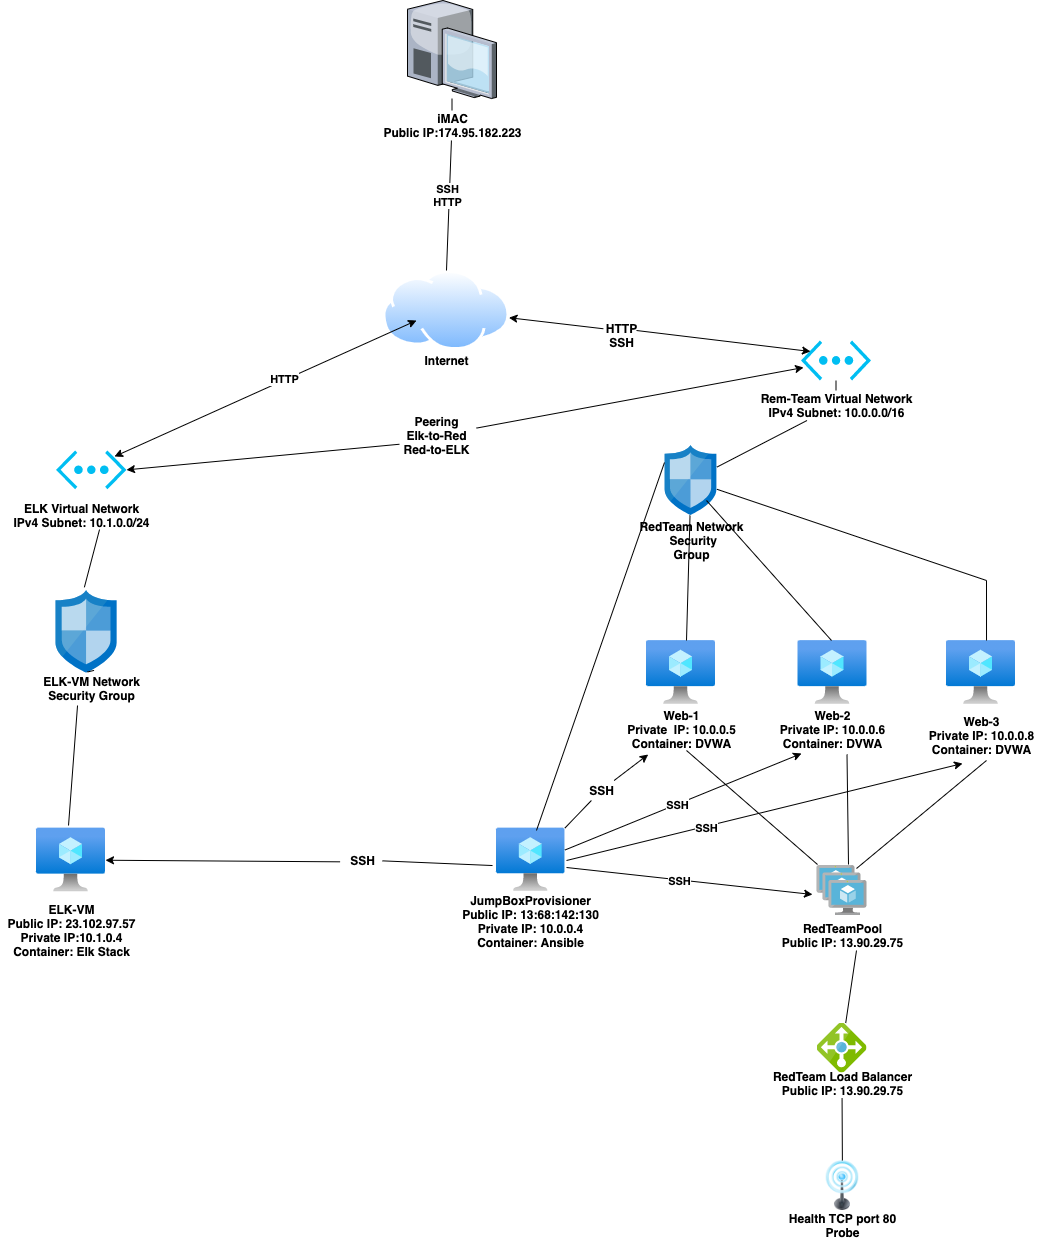 iMAC
Public IP:174.95.182.223
SSH
HTTP
Internet
HTTP
SSH
HTTP
Rem-Team Virtual Network
IPv4 Subnet: 10.0.0.0/16
Peering
Elk-to-Red
Red-to-ELK
ELK Virtual Network
IPv4 Subnet: 10.1.0.0/24
RedTeam Network
Security
Group
ELK-VM Network
Security Group
Web-1
Private IP: 10.0.0.5
Container: DVWA
Web-2
Private IP: 10.0.0.6
Container: DVWA
Web-3
Private IP: 10.0.0.8
Container: DVWA
SSH
SSH
SSH
SSH
SSH
ELK-VM
Public IP: 23.102.97.57
Private IP:10.1.0.4
Container: Elk Stack
JumpBoxProvisioner
Public IP: 13:68:142:130
Private IP: 10.0.0.4
Container: Ansible
RedTeamPool
Public IP: 13.90.29.75
RedTeam Load Balancer
Public IP: 13.90.29.75
Health TCP port 80
Probe